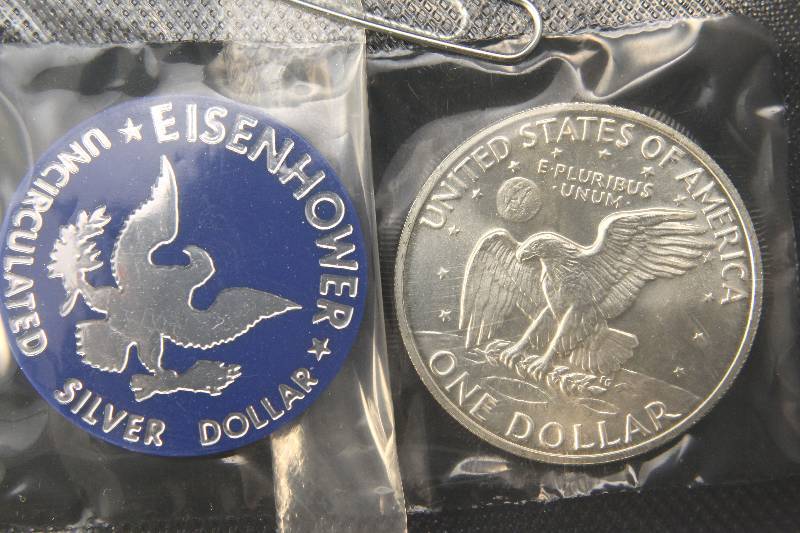 ★ EISENHOWER ★
UNCIRCULATED
SILVER DOLLAR
UNITED STATES OF AMERICA
E·PLURIBUS
·UNUM·
ONE DOLLAR